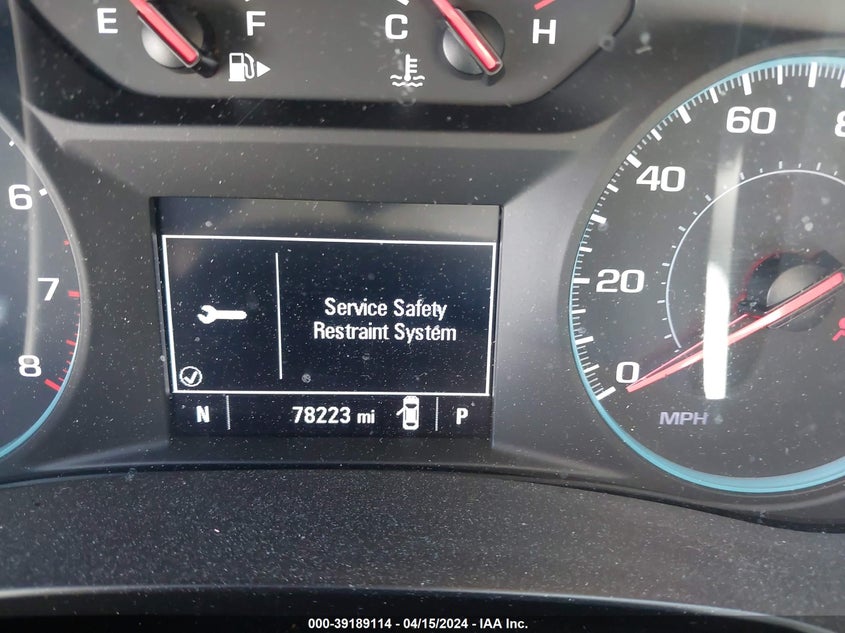 E F C H
60 8
40
6
20
7
Service Safety
Restraint System
8
0
N 78223 mi P
MPH
000-39189114 - 04/15/2024 - IAA Inc.